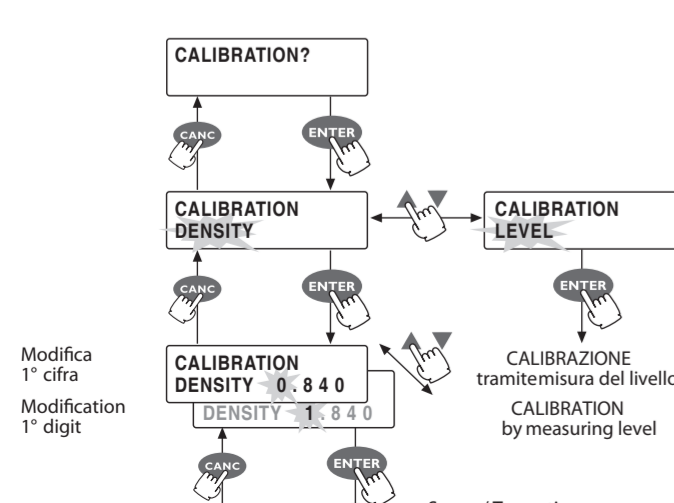 CALIBRATION?
CANC
ENTER
CALIBRATION
DENSITY
CALIBRATION
LEVEL
CANC
ENTER
ENTER
Modifica
1° cifra
Modification
1° digit
CALIBRATION
DENSITY 0.840
DENSITY 1.840
CALIBRAZIONE
tramitemisura del livello
CALIBRATION
by measuring level
CANC
ENTER